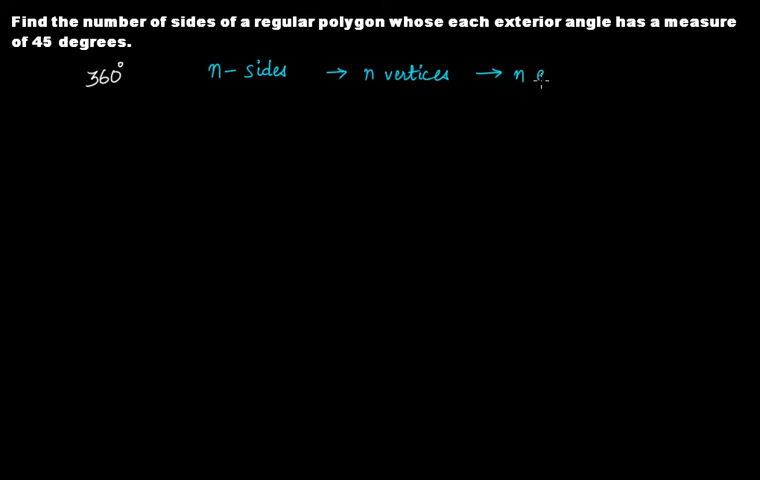 Find the number of sides of a regular polygon whose each exterior angle has a measure
of 45 degrees.
360° n- sides → n vertices → n e